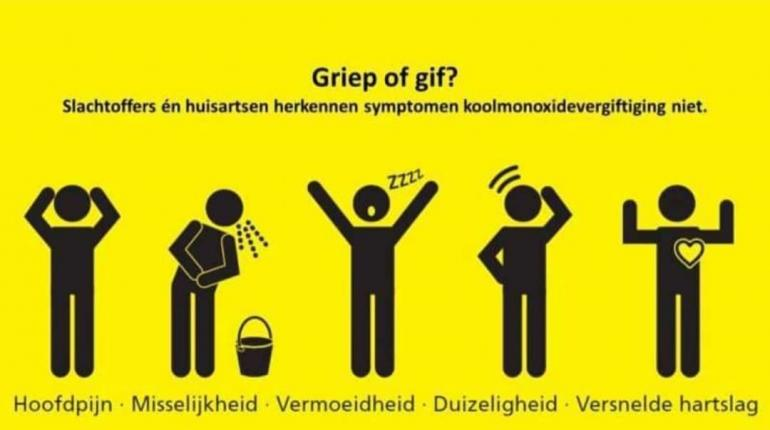 Griep of gif?
Slachtoffers én huisartsen herkennen symptomen koolmonoxidevergiftiging niet.
zzzz
Hoofdpijn · Misselijkheid · Vermoeidheid · Duizeligheid · Versnelde hartslag